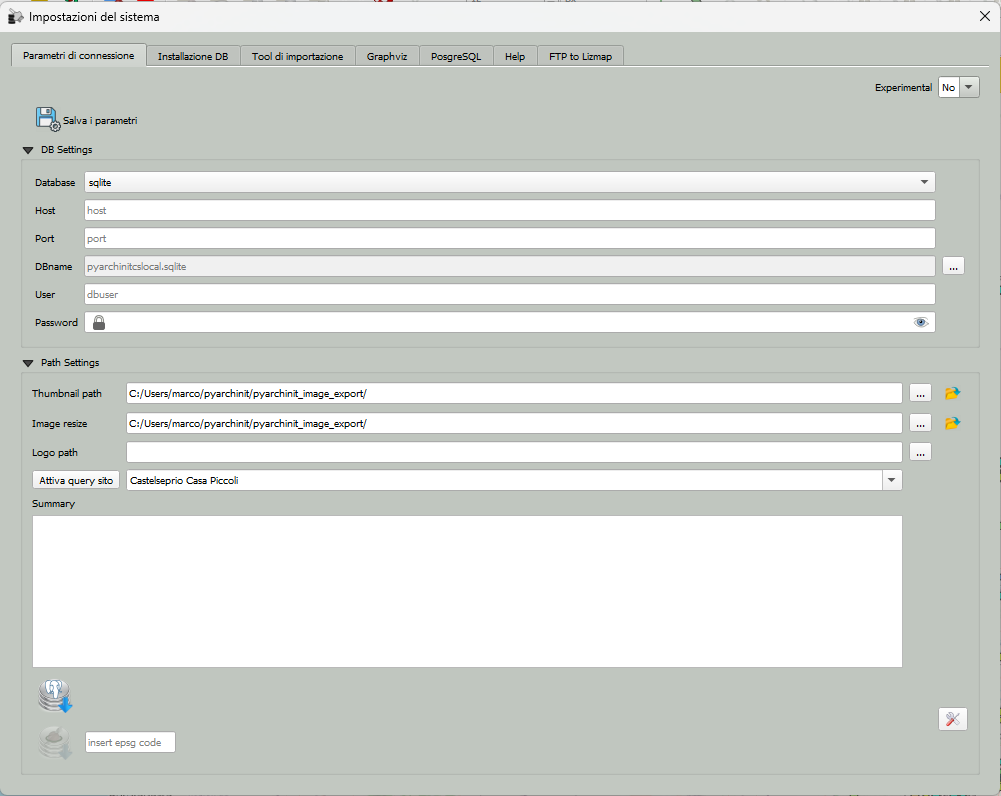 Impostazioni del sistema
Parametri di connessione Installazione DB Tool di importazione Graphviz PosgreSQL Help FTP to Lizmap
Experimental No
Salva i parametri
DB Settings
Database sqlite
Host host
Port port
DBname pyarchinitcslocal.sqlite ...
User dbuser
Password
Path Settings
Thumbnail path C:/Users/marco/pyarchinit/pyarchinit_image_export/ ...
Image resize C:/Users/marco/pyarchinit/pyarchinit_image_export/ ...
Logo path ...
Attiva query sito Castelseprio Casa Piccoli
Summary
insert epsg code